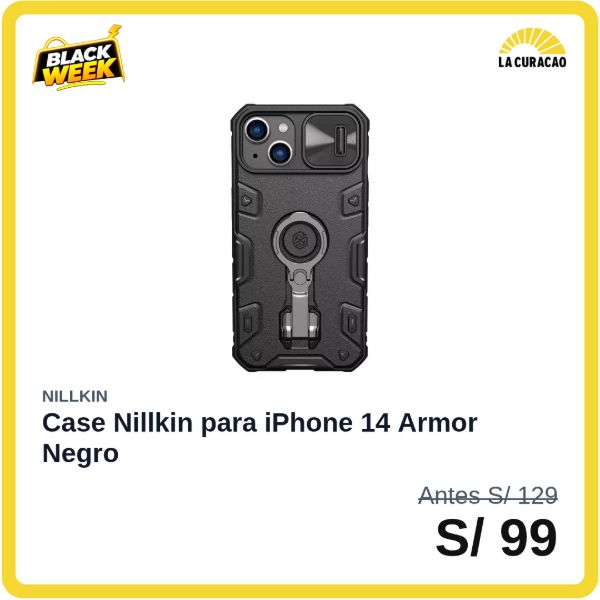 BLACK
WEEK
LA CURACAO
NILLKIN
Case Nillkin para iPhone 14 Armor
Negro
Antes S/ 129
S/ 99